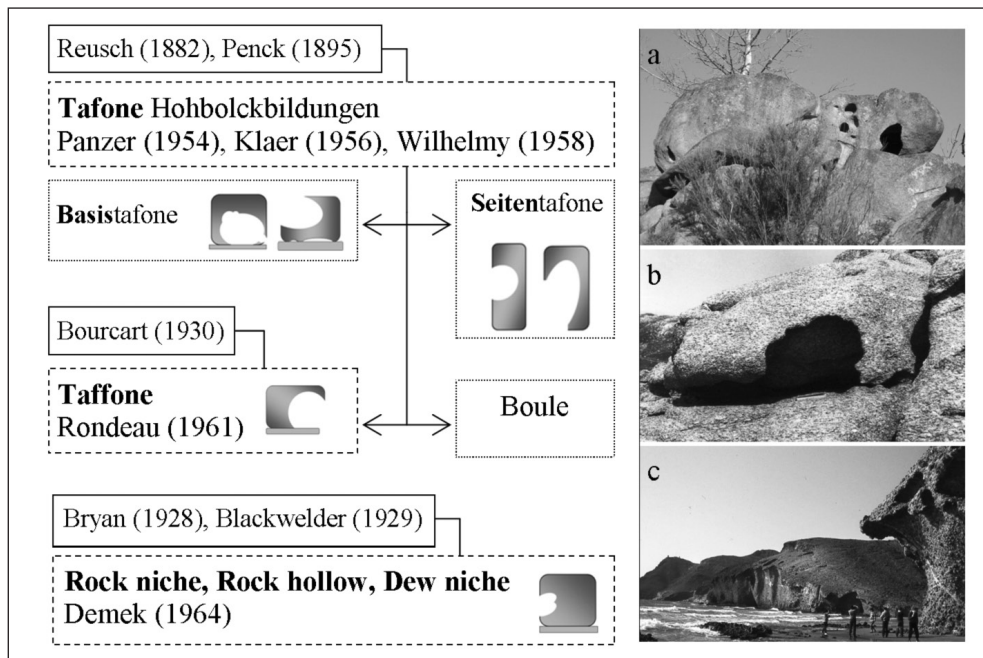 Reusch (1882), Penck (1895)
Tafone Hohbolckbildungen
Panzer (1954), Klaer (1956), Wilhelmy (1958)
Basistafone
Seitentafone
Bourcart (1930)
Taffone
Rondeau (1961)
Boule
Bryan (1928), Blackwelder (1929)
Rock niche, Rock hollow, Dew niche
Demek (1964)
a
b
c